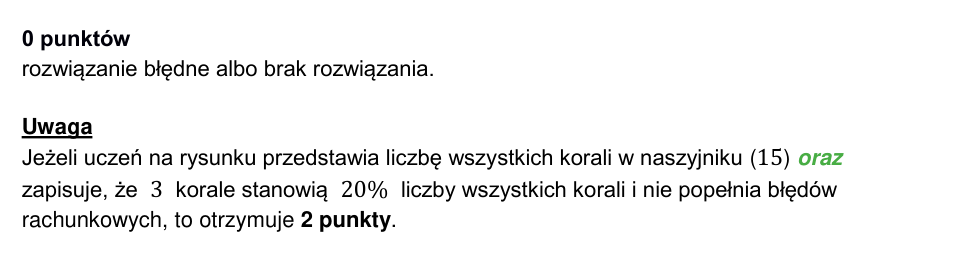 0 punktów
rozwiązanie błędne albo brak rozwiązania.
Uwaga
Jeżeli uczeń na rysunku przedstawia liczbę wszystkich korali w naszyjniku (15) oraz
zapisuje, że 3 korale stanowią 20% liczby wszystkich korali i nie popełnia błędów
rachunkowych, to otrzymuje 2 punkty.